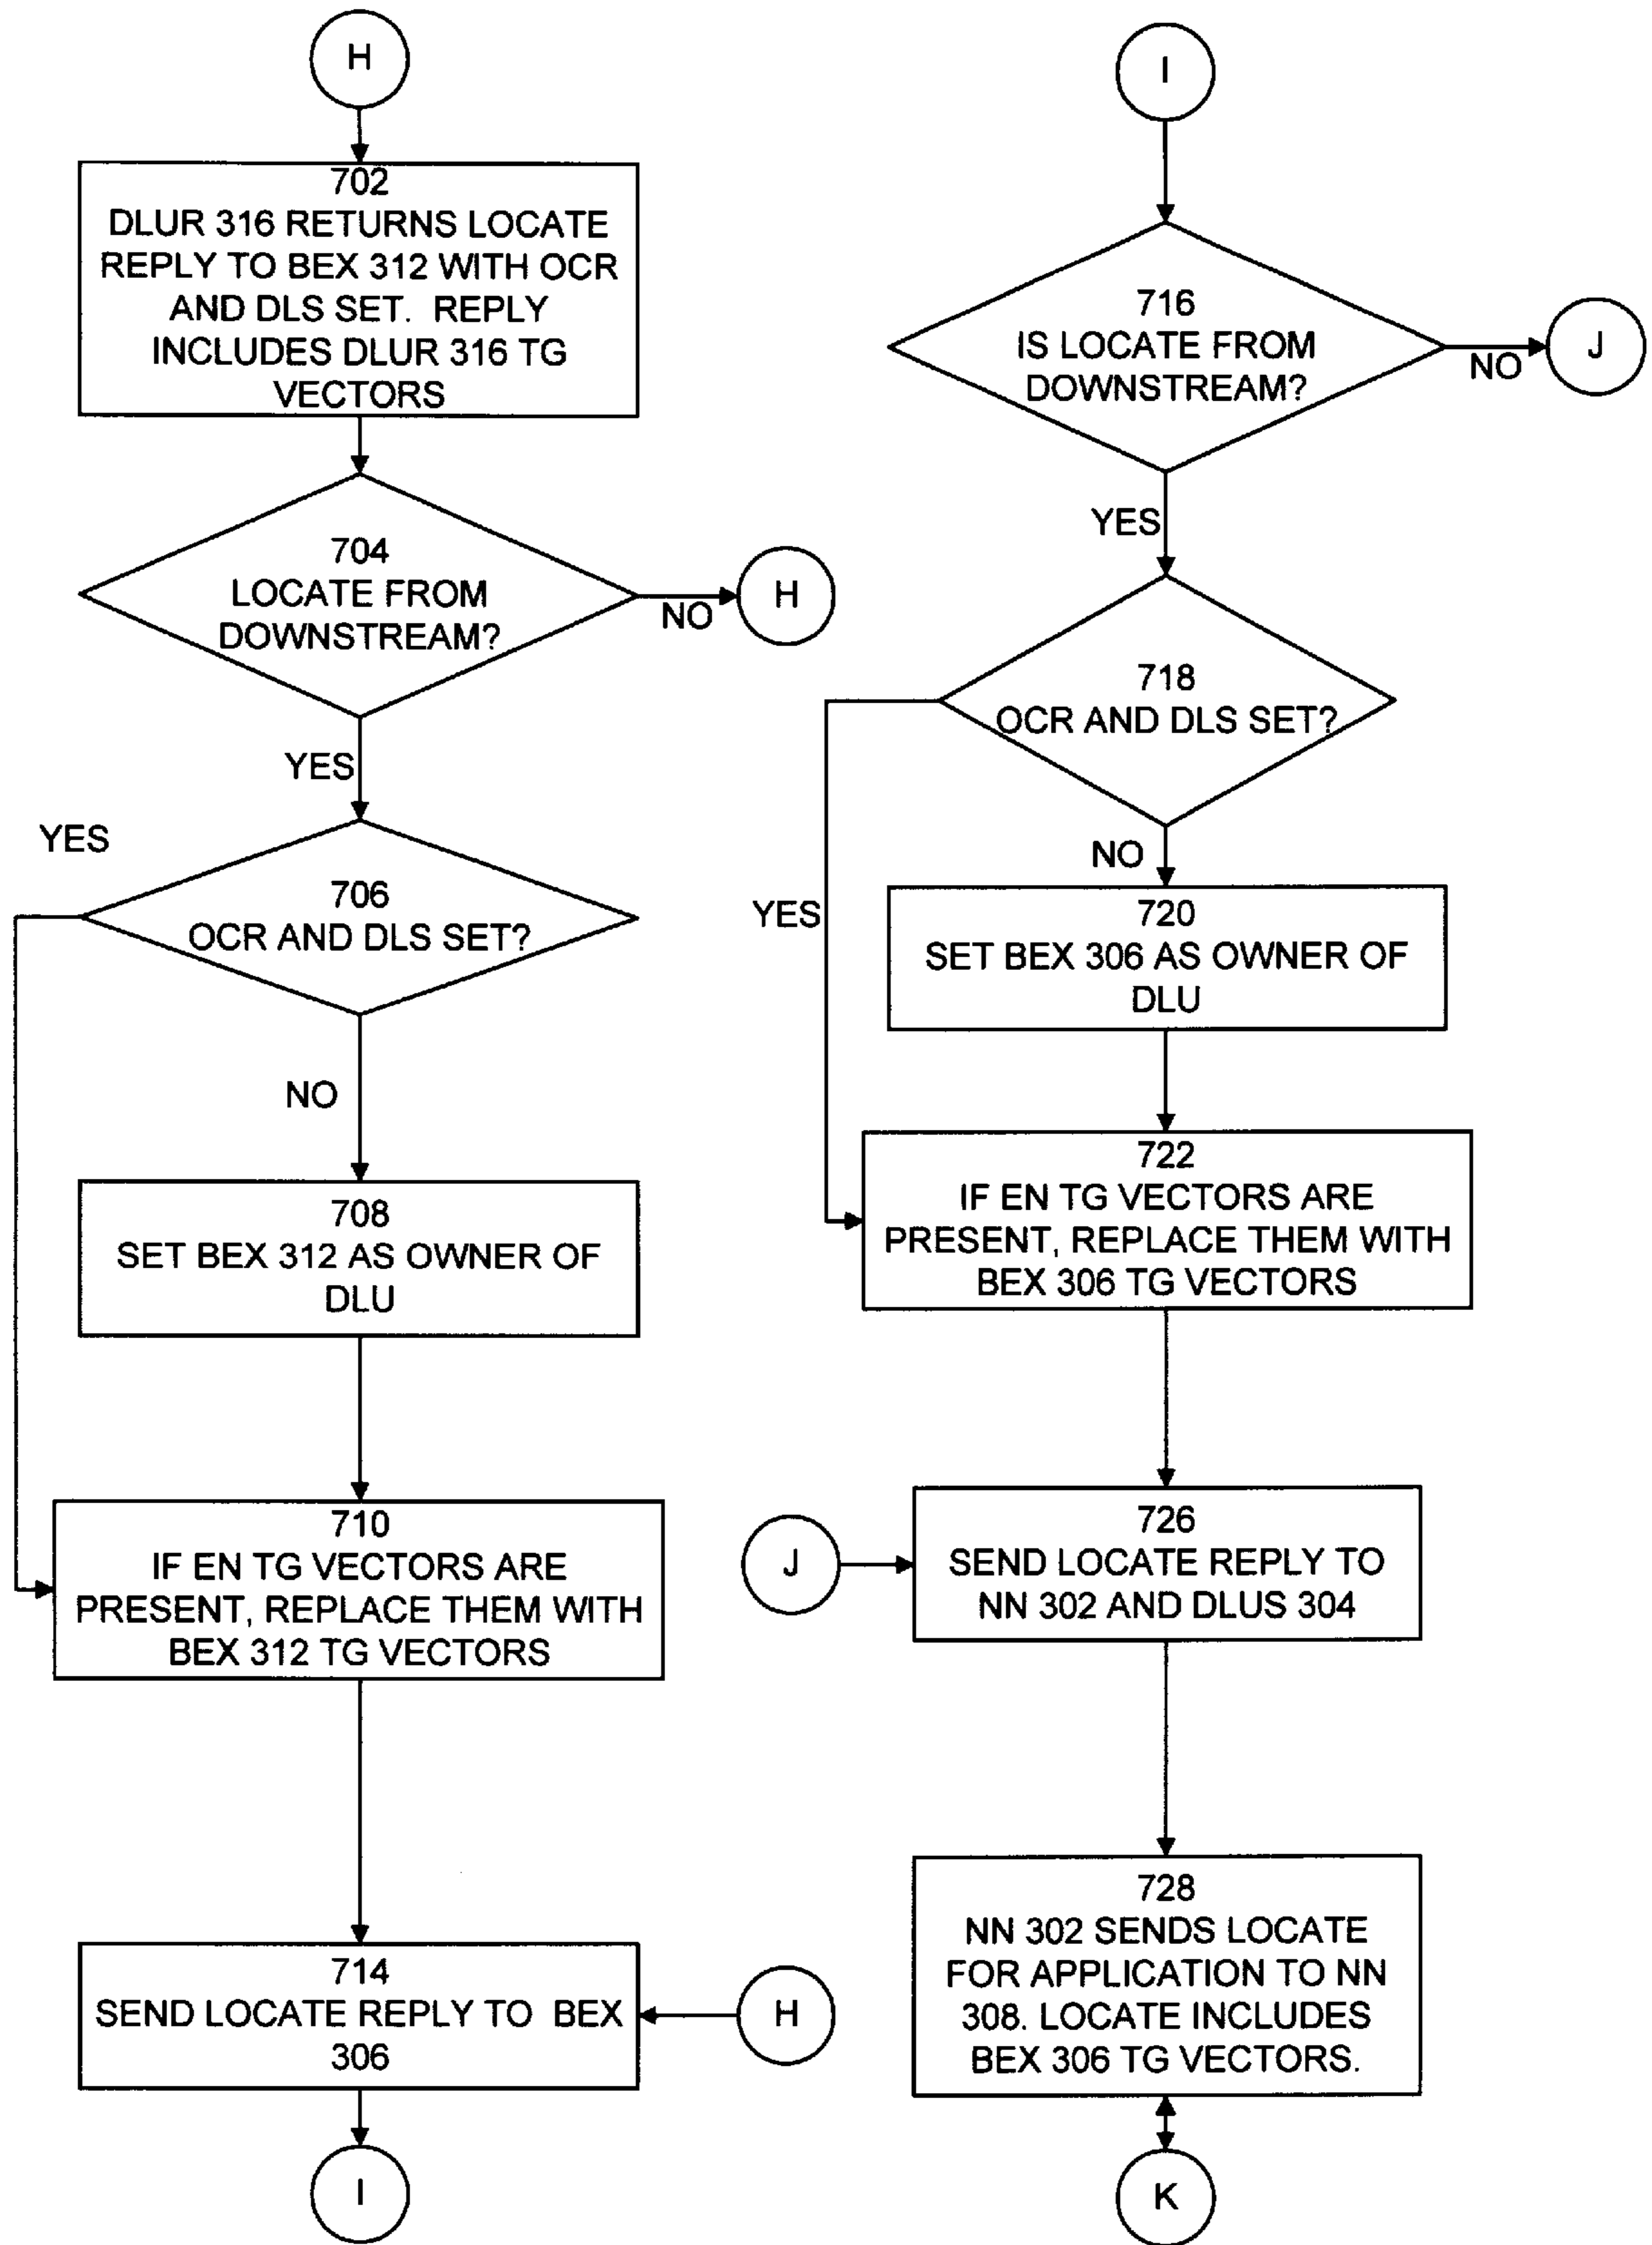 H
702
DLUR 316 RETURNS LOCATE
REPLY TO BEX 312 WITH OCR
AND DLS SET. REPLY
INCLUDES DLUR 316 TG
VECTORS
704
LOCATE FROM
DOWNSTREAM?
NO
H
YES
YES
706
OCR AND DLS SET?
NO
708
SET BEX 312 AS OWNER OF
DLU
710
IF EN TG VECTORS ARE
PRESENT, REPLACE THEM WITH
BEX 312 TG VECTORS
714
SEND LOCATE REPLY TO BEX
306
H
I
I
716
IS LOCATE FROM
DOWNSTREAM?
NO
J
YES
718
OCR AND DLS SET?
NO
YES
720
SET BEX 306 AS OWNER OF
DLU
722
IF EN TG VECTORS ARE
PRESENT, REPLACE THEM WITH
BEX 306 TG VECTORS
J
726
SEND LOCATE REPLY TO
NN 302 AND DLUS 304
728
NN 302 SENDS LOCATE
FOR APPLICATION TO NN
308. LOCATE INCLUDES
BEX 306 TG VECTORS.
K